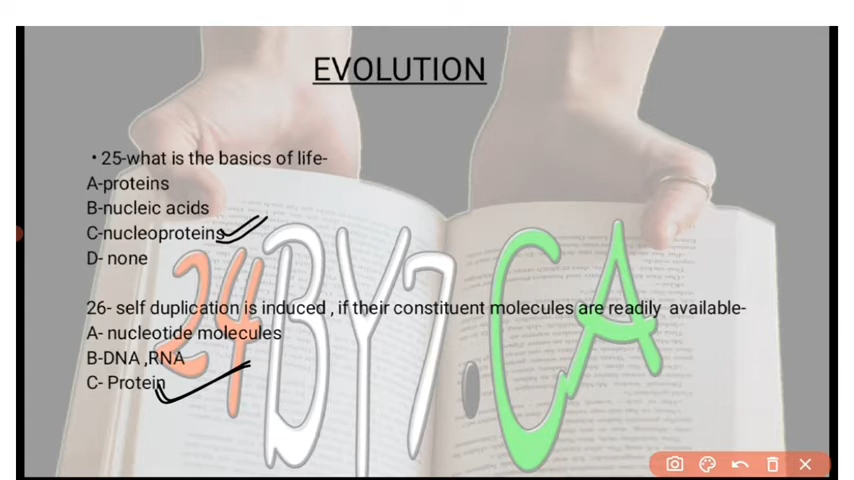 EVOLUTION
• 25-what is the basics of life-
A-proteins
B-nucleic acids
C-nucleoproteins
D- none
26- self duplication is induced , if their constituent molecules are readily  available-
A- nucleotide molecules
B-DNA ,RNA
C- Protein
24BY7.CA